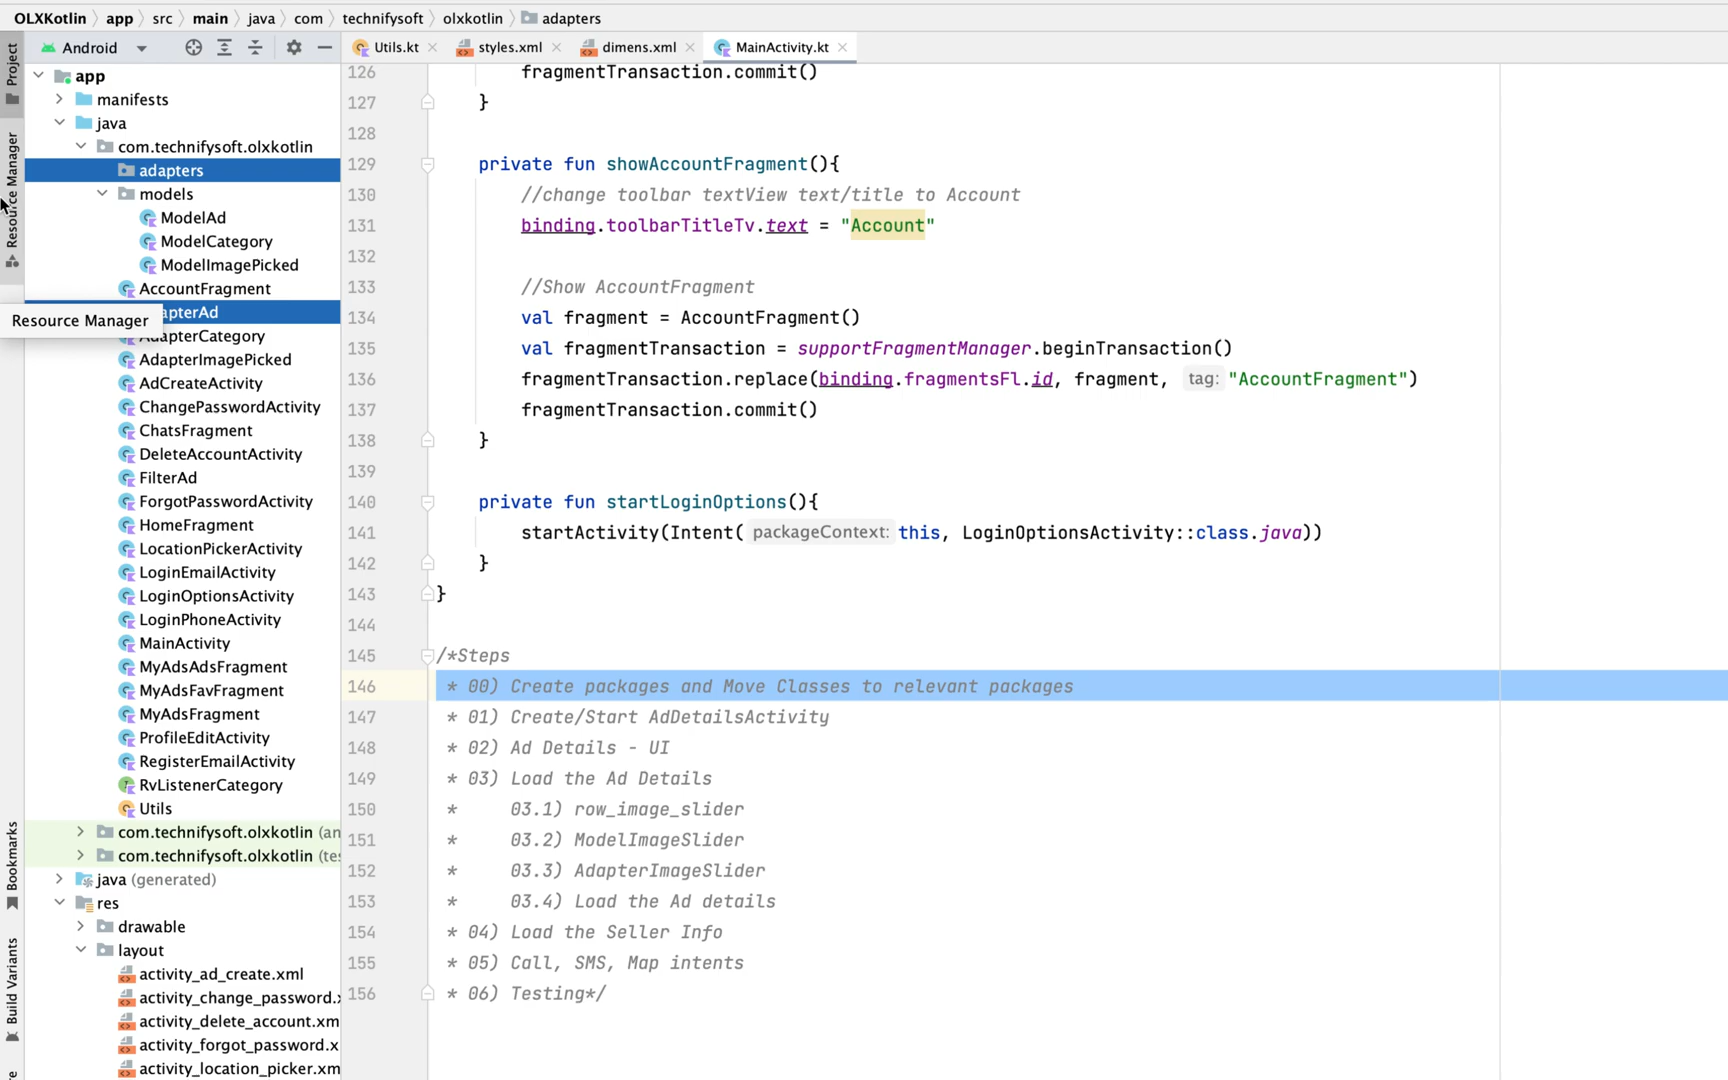 OLXKotlin app src main java com technifysoft olxkotlin adapters
Android
Utils.kt styles.xml dimens.xml MainActivity.kt
Project
Resource Manager
Bookmarks
Build Variants
app
manifests
java
com.technifysoft.olxkotlin
adapters
models
ModelAd
ModelCategory
ModelImagePicked
AccountFragment
apterAd
Resource Manager
AdapterCategory
AdapterImagePicked
AdCreateActivity
ChangePasswordActivity
ChatsFragment
DeleteAccountActivity
FilterAd
ForgotPasswordActivity
HomeFragment
LocationPickerActivity
LoginEmailActivity
LoginOptionsActivity
LoginPhoneActivity
MainActivity
MyAdsAdsFragment
MyAdsFavFragment
MyAdsFragment
ProfileEditActivity
RegisterEmailActivity
RvListenerCategory
Utils
com.technifysoft.olxkotlin (an
com.technifysoft.olxkotlin (te
java (generated)
res
drawable
layout
activity_ad_create.xml
activity_change_password.x
activity_delete_account.xm
activity_forgot_password.x
activity_location_picker.xm
126 fragmentTransaction.commit()
127 }
128
129 private fun showAccountFragment(){
130 //change toolbar textView text/title to Account
131 binding.toolbarTitleTv.text = "Account"
132
133 //Show AccountFragment
134 val fragment = AccountFragment()
135 val fragmentTransaction = supportFragmentManager.beginTransaction()
136 fragmentTransaction.replace(binding.fragmentsFl.id, fragment, tag: "AccountFragment")
137 fragmentTransaction.commit()
138 }
139
140 private fun startLoginOptions(){
141 startActivity(Intent( packageContext: this, LoginOptionsActivity::class.java))
142 }
143 }
144
145 /*Steps
146 * 00) Create packages and Move Classes to relevant packages
147 * 01) Create/Start AdDetailsActivity
148 * 02) Ad Details - UI
149 * 03) Load the Ad Details
150 * 03.1) row_image_slider
151 * 03.2) ModelImageSlider
152 * 03.3) AdapterImageSlider
153 * 03.4) Load the Ad details
154 * 04) Load the Seller Info
155 * 05) Call, SMS, Map intents
156 * 06) Testing*/